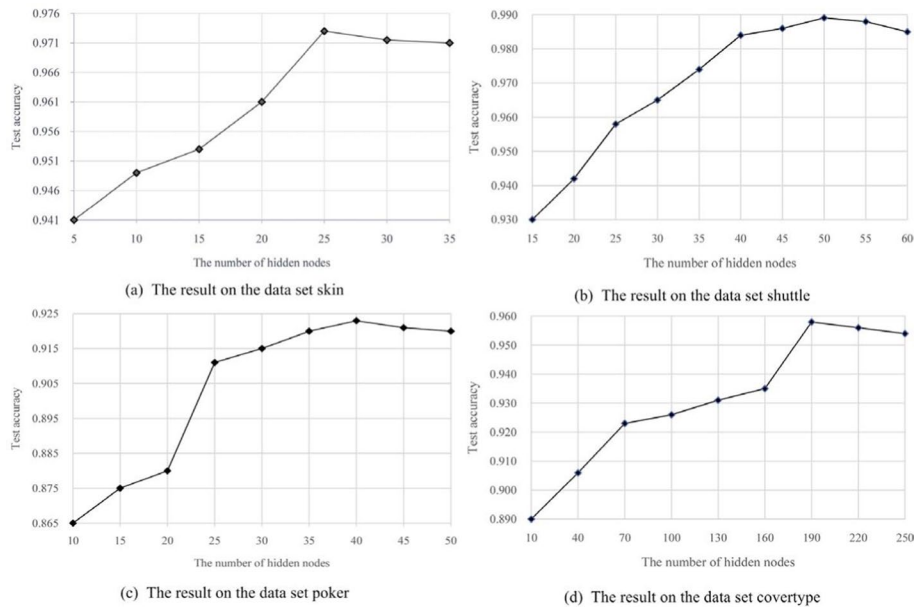 0.976
0.971
0.966
0.961
0.956
0.951
0.946
0.941
Test accuracy
5 10 15 20 25 30 35
The number of hidden nodes
(a) The result on the data set skin
0.990
0.980
0.970
0.960
0.950
0.940
0.930
Test accuracy
15 20 25 30 35 40 45 50 55 60
The number of hidden nodes
(b) The result on the data set shuttle
0.925
0.915
0.905
0.895
0.885
0.875
0.865
Test accuracy
10 15 20 25 30 35 40 45 50
The number of hidden nodes
(c) The result on the data set poker
0.960
0.950
0.940
0.930
0.920
0.910
0.900
0.890
Test accuracy
10 40 70 100 130 160 190 220 250
The number of hidden nodes
(d) The result on the data set covertype